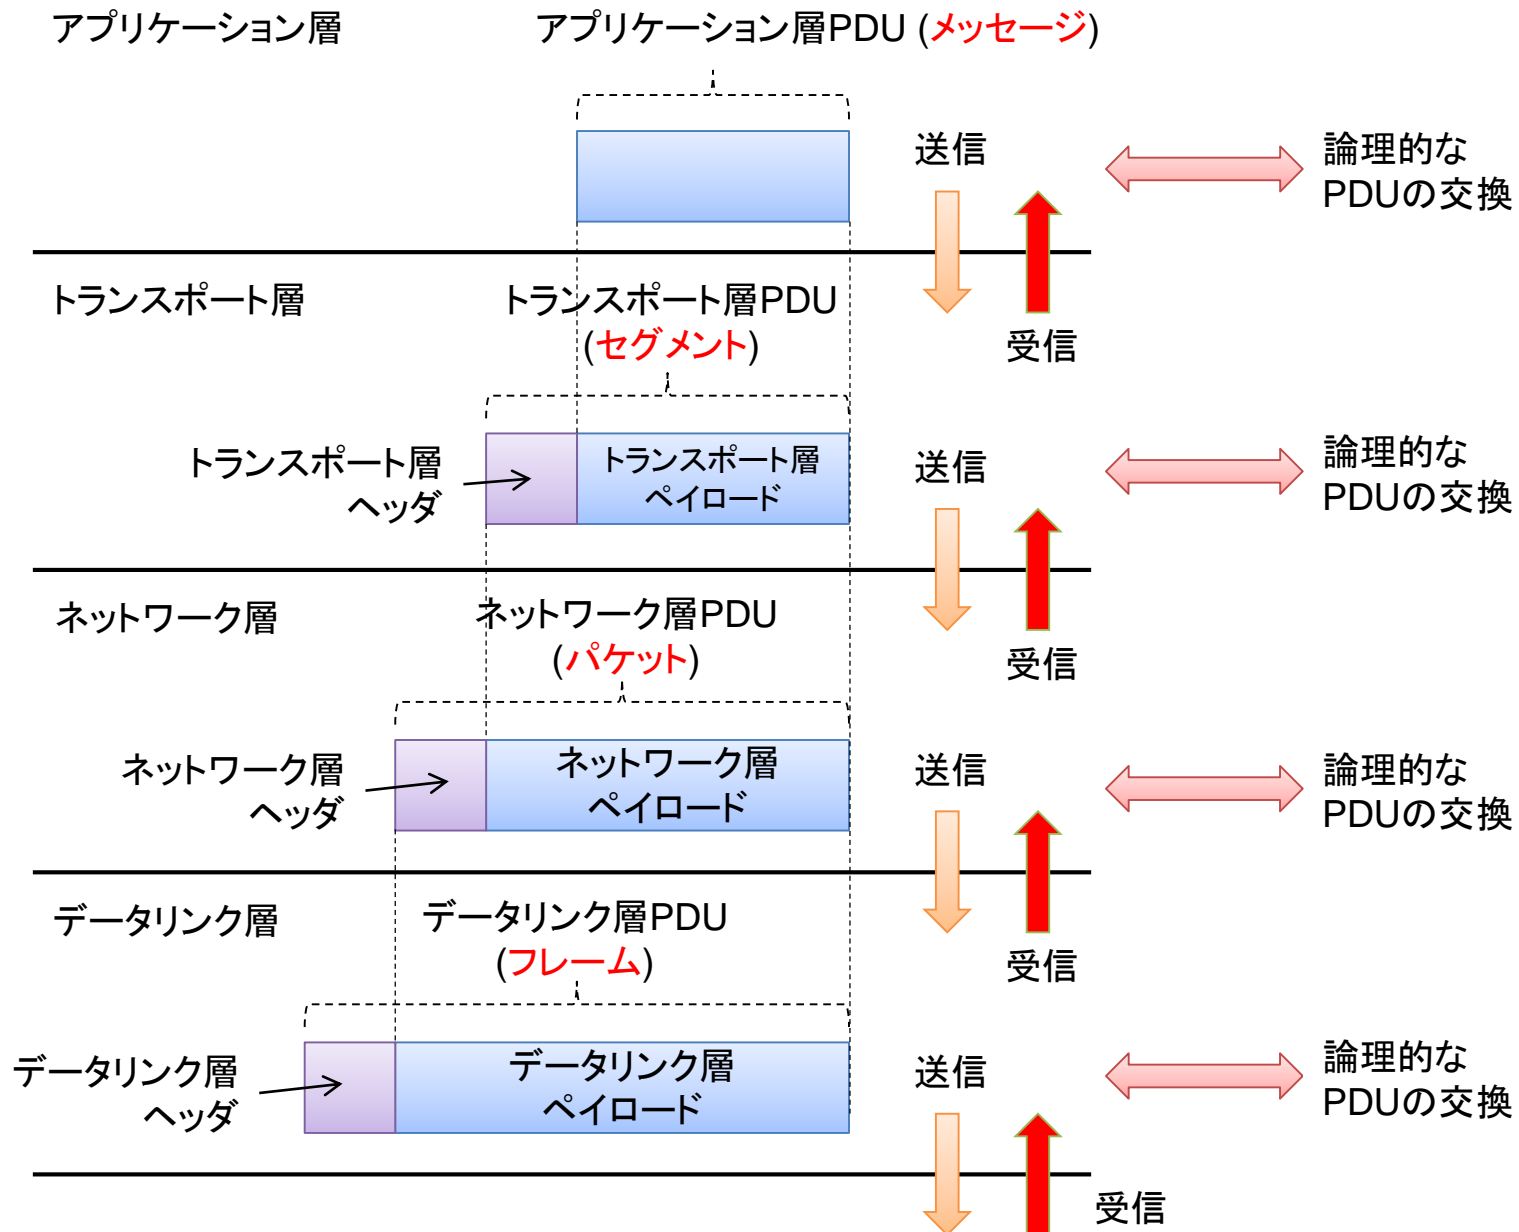 アプリケーション層
アプリケーション層PDU (メッセージ)
送信
論理的な
PDUの交換
トランスポート層
トランスポート層PDU
(セグメント)
受信
トランスポート層
ヘッダ
トランスポート層
ペイロード
送信
論理的な
PDUの交換
ネットワーク層
ネットワーク層PDU
(パケット)
受信
ネットワーク層
ヘッダ
ネットワーク層
ペイロード
送信
論理的な
PDUの交換
データリンク層
データリンク層PDU
(フレーム)
受信
データリンク層
ヘッダ
データリンク層
ペイロード
送信
論理的な
PDUの交換
受信